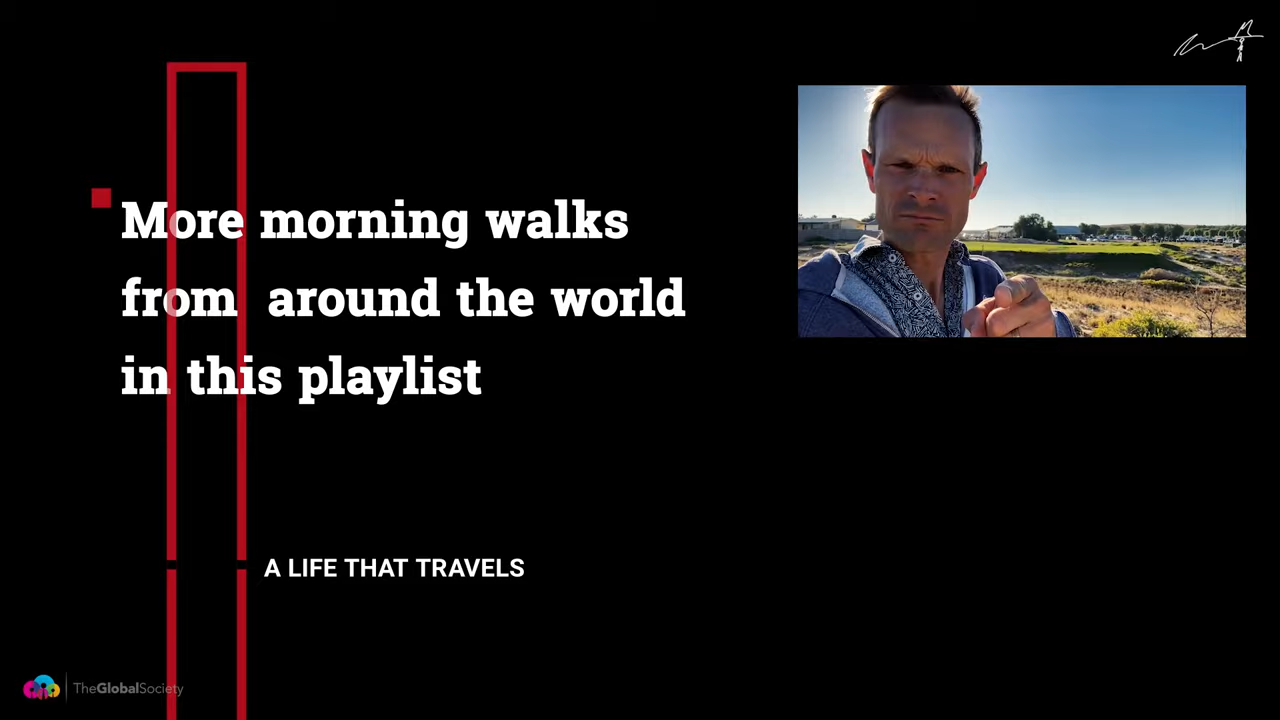 More morning walks
from around the world
in this playlist
A LIFE THAT TRAVELS
TheGlobalSociety